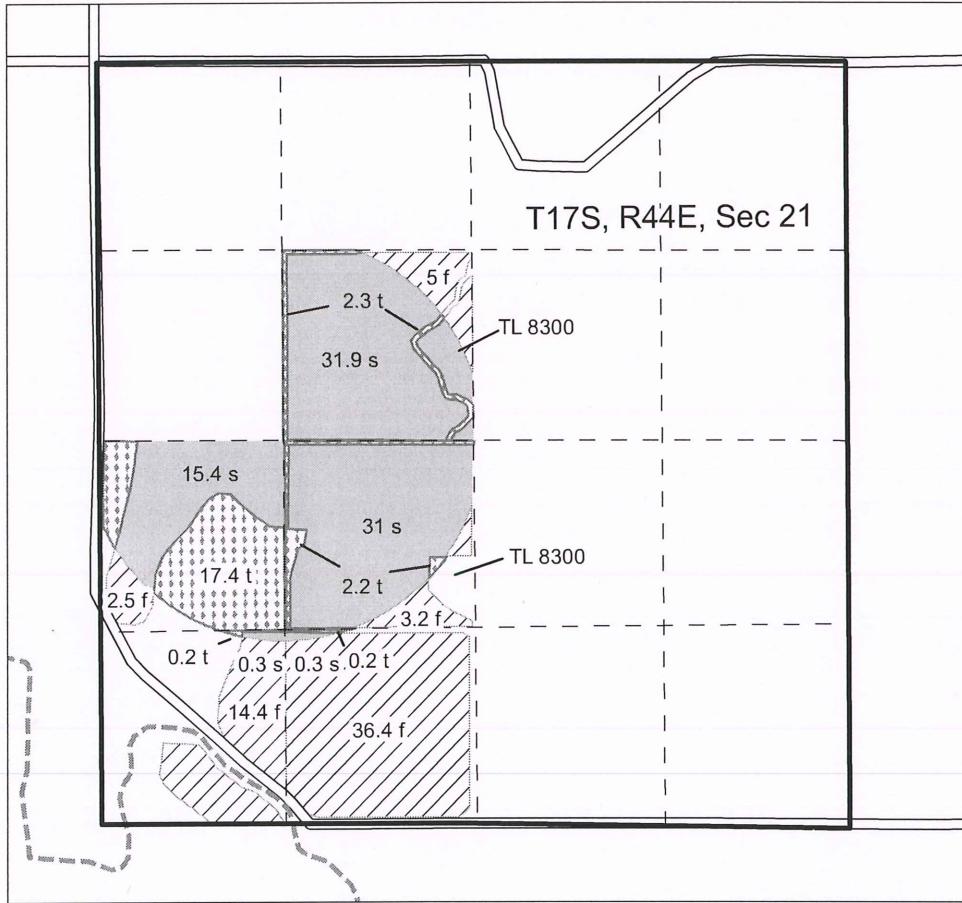 T17S, R44E, Sec 21
5 f
2.3 t
TL 8300
31.9 s
15.4 s
31 s
TL 8300
17.4 t
2.2 t
2.5 f
3.2 f
0.2 t
0.3 s 0.3 s 0.2 t
14.4 f
36.4 f